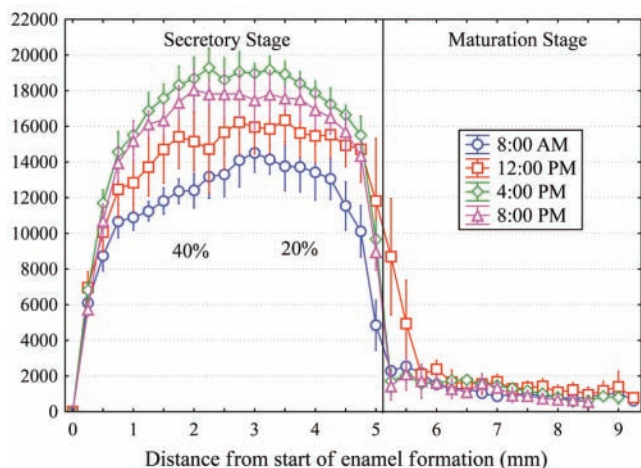 22000
20000
18000
16000
14000
12000
10000
8000
6000
4000
2000
0
Secretory Stage
Maturation Stage
8:00 AM
12:00 PM
4:00 PM
8:00 PM
40% 20%
0 1 2 3 4 5 6 7 8 9
Distance from start of enamel formation (mm)